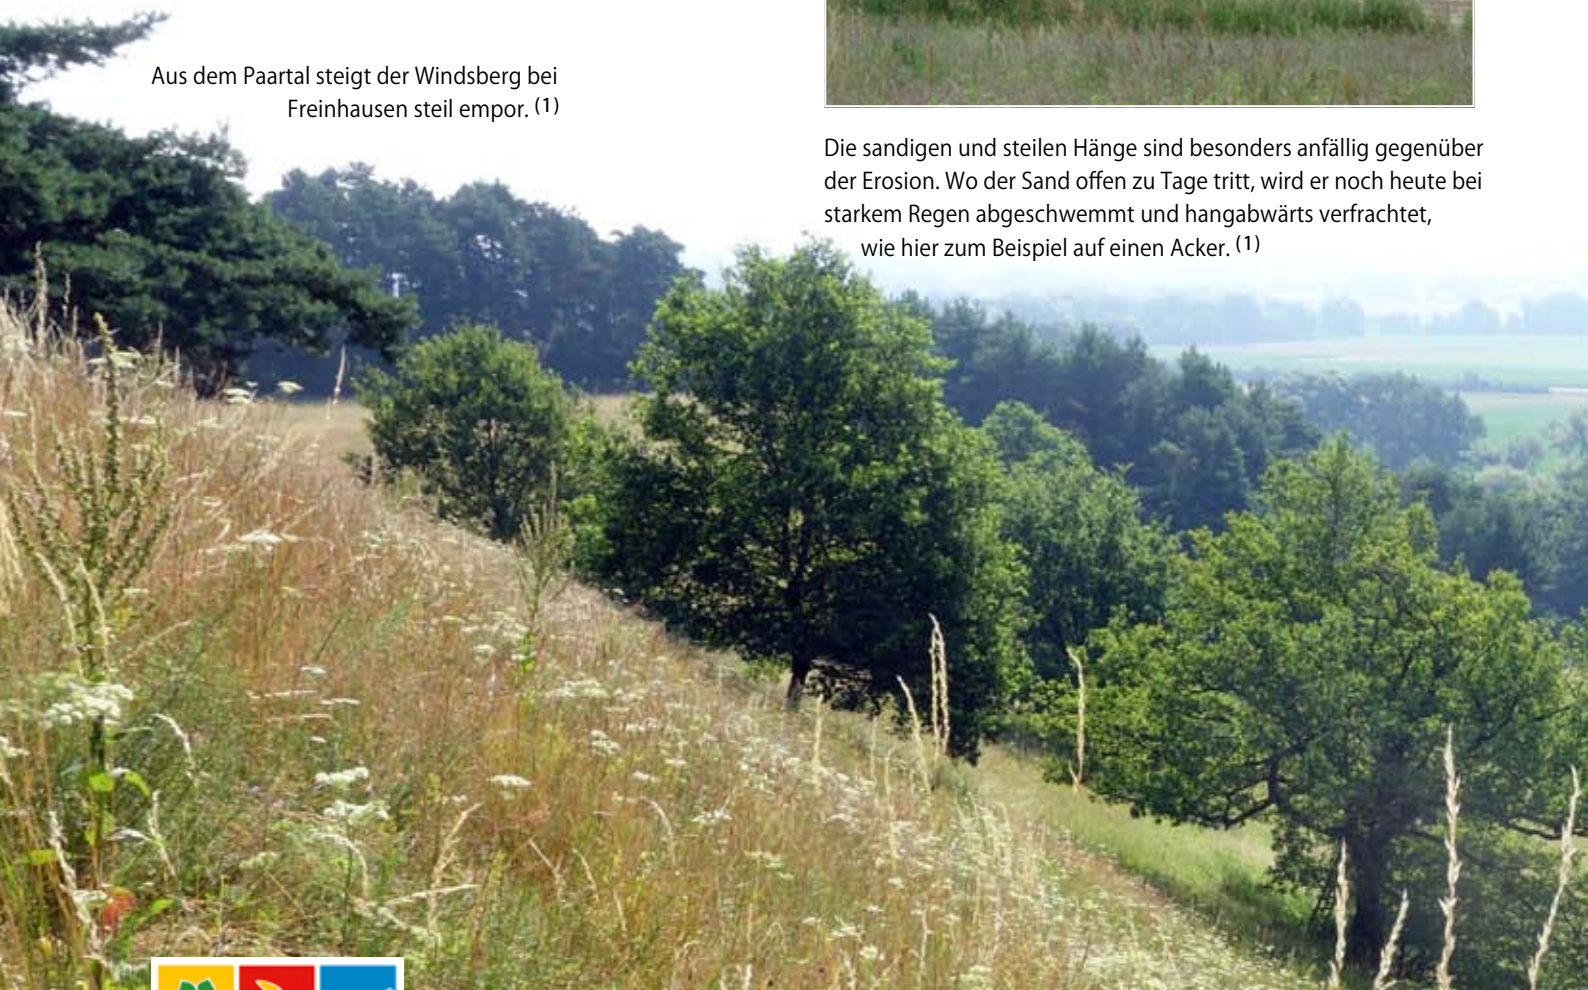 Aus dem Paartal steigt der Windsberg bei
Freinhausen steil empor. (1)
Die sandigen und steilen Hänge sind besonders anfällig gegenüber
der Erosion. Wo der Sand offen zu Tage tritt, wird er noch heute bei
starkem Regen abgeschwemmt und hangabwärts verfrachtet,
wie hier zum Beispiel auf einen Acker. (1)